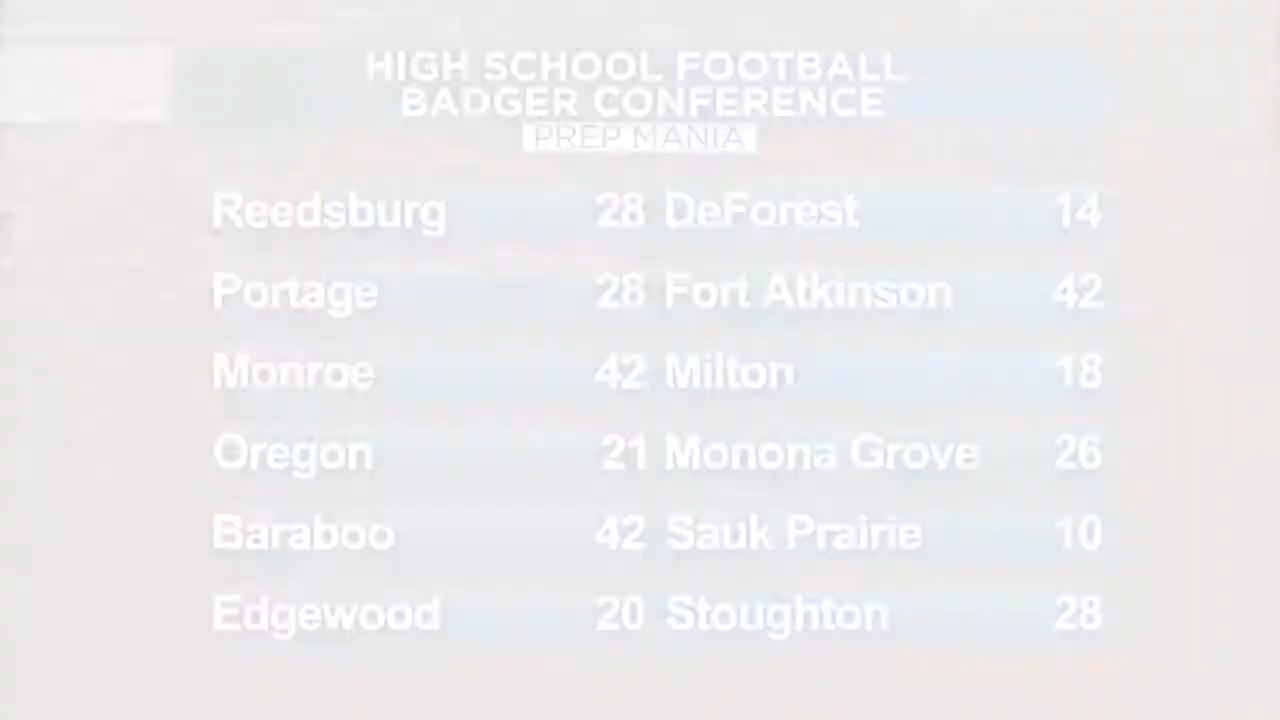 HIGH SCHOOL FOOTBALL
BADGER CONFERENCE
PREP MANIA
Reedsburg 28 DeForest 14
Portage 28 Fort Atkinson 42
Monroe 42 Milton 18
Oregon 21 Monona Grove 26
Baraboo 42 Sauk Prairie 10
Edgewood 20 Stoughton 28